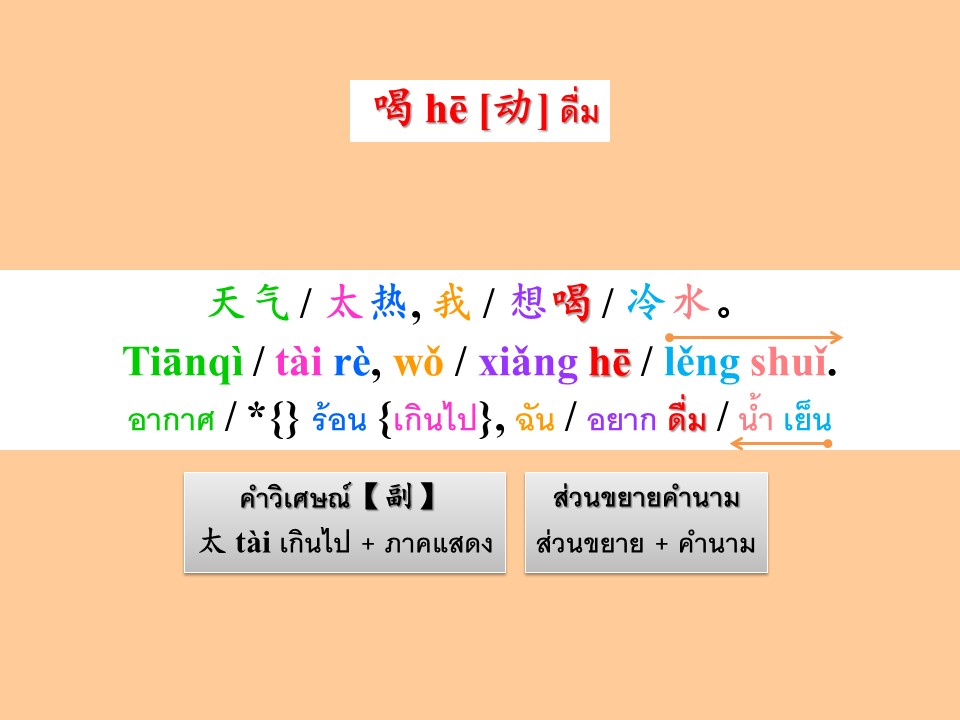 喝 hē [动] ดื่ม
天气 / 太热, 我 / 想喝 / 冷水。
Tiānqì / tài rè, wǒ / xiǎng hē / lěng shuǐ.
อากาศ / *{} ร้อน {เกินไป}, ฉัน / อยาก ดื่ม / น้ำ เย็น
คำวิเศษณ์【副】
太 tài เกินไป + ภาคแสดง
ส่วนขยายคำนาม
ส่วนขยาย + คำนาม